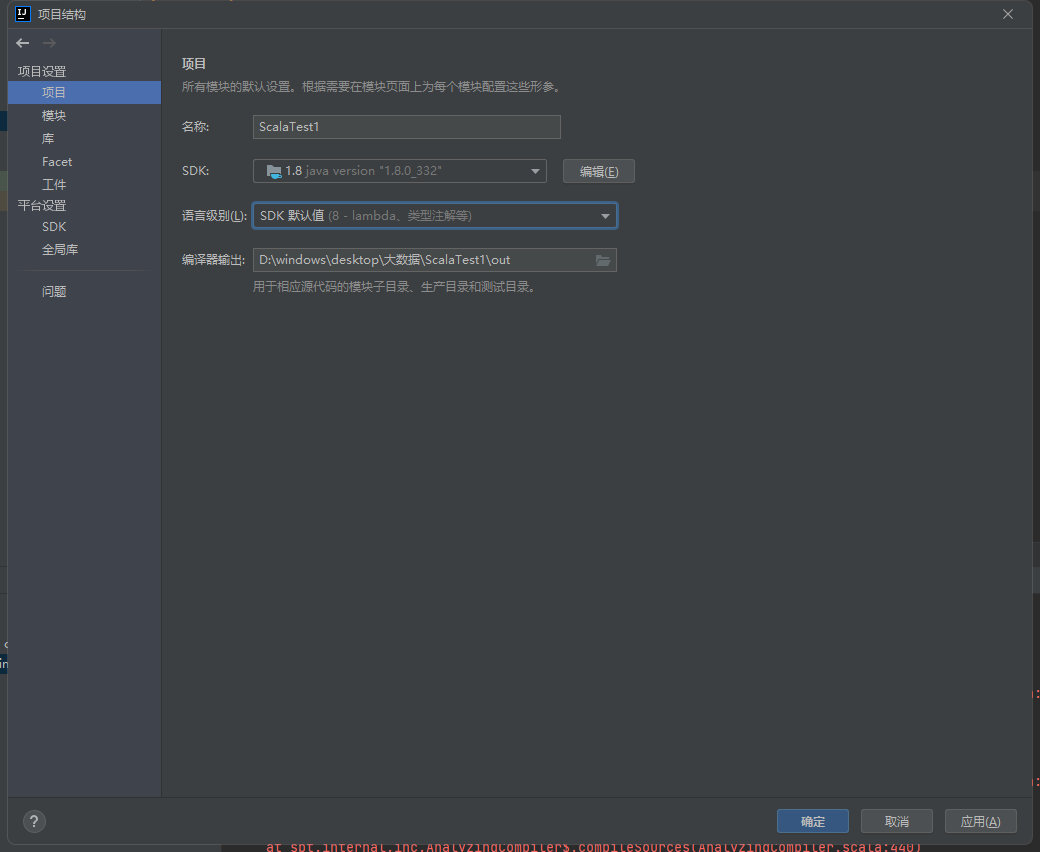 项目结构
项目设置
项目
模块
库
Facet
工件
平台设置
SDK
全局库
问题
项目
所有模块的默认设置。根据需要在模块页面上为每个模块配置这些形参。
名称: ScalaTest1
SDK: 1.8 java version "1.8.0_332" 编辑(E)
语言级别(L): SDK 默认值 (8 - lambda、类型注解等)
编译器输出: D:\windows\desktop\大数据\ScalaTest1\out
用于相应源代码的模块子目录、生产目录和测试目录。
? 确定 取消 应用(A)
at sbt.internal.inc.AnalyzingCompiler$.compileSources(AnalyzingCompiler.scala:440)